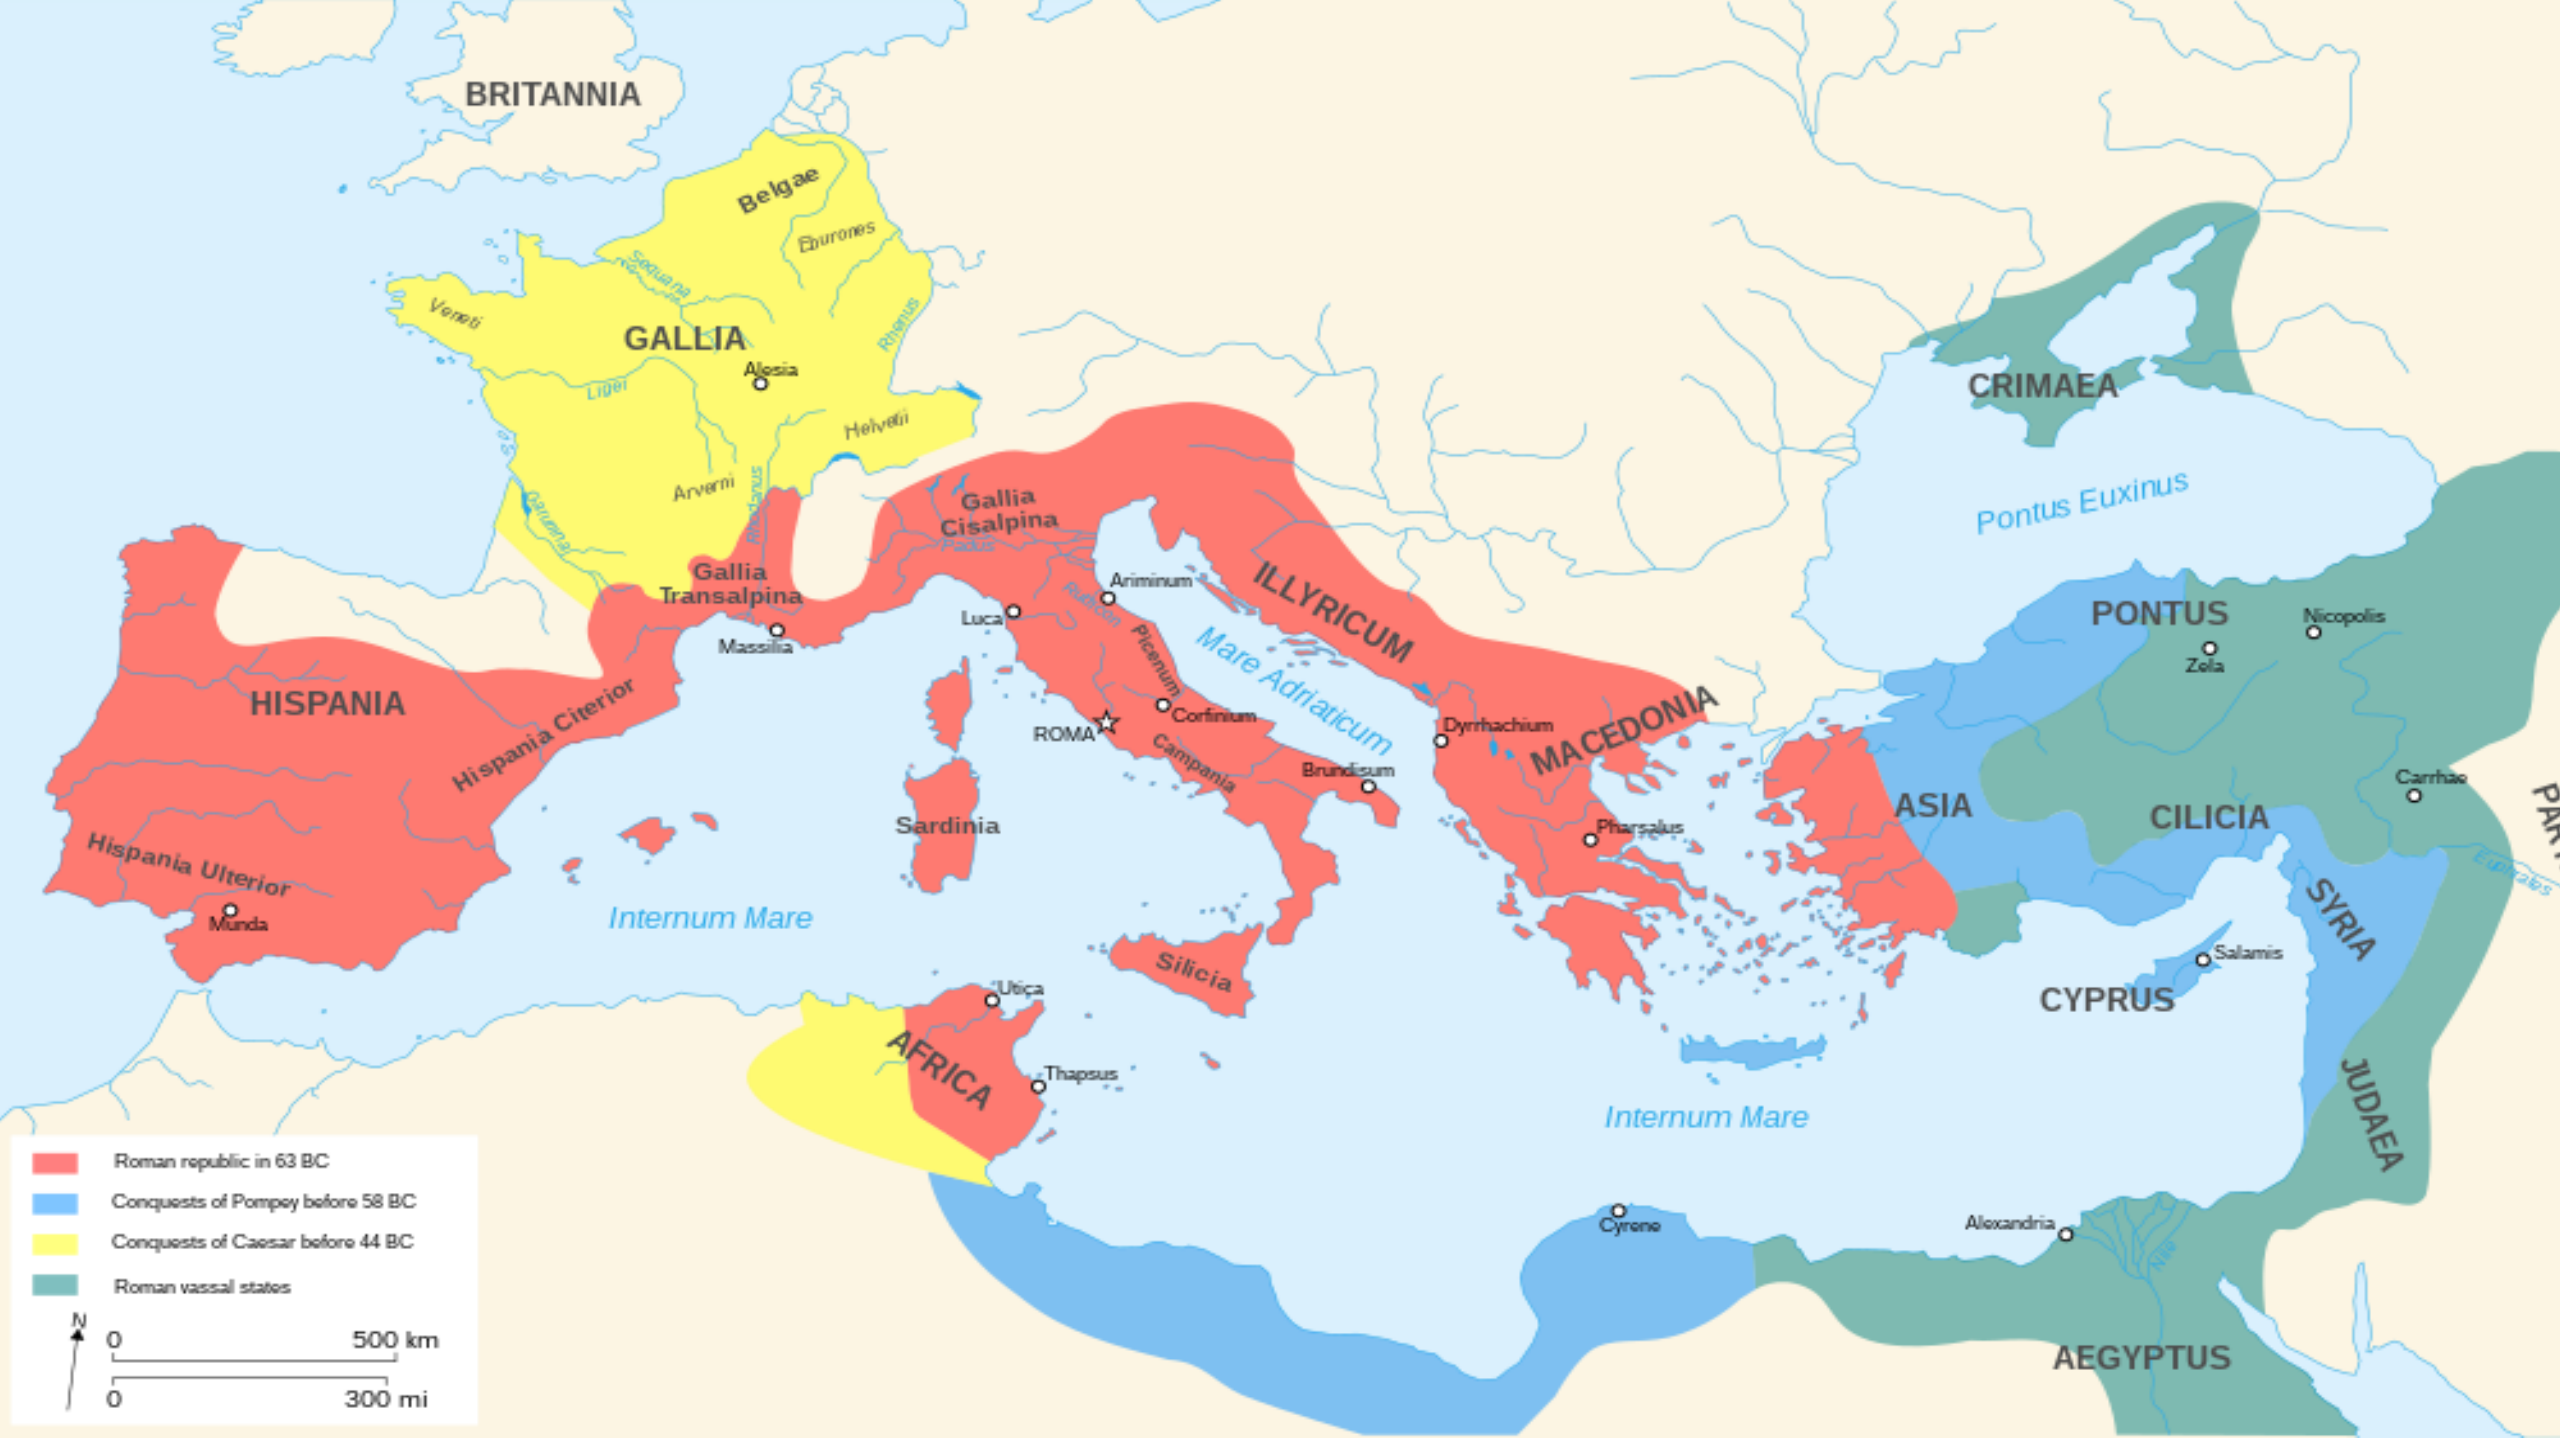 BRITANNIA
Belgae
Eburones
Sequana
Veneti
GALLIA
Rhenus
Alesia
Liger
Helvetii
Arverni
Rhodanus
Garunna
CRIMAEA
Pontus Euxinus
Gallia
Cisalpina
Padus
Gallia
Transalpina
Massilia
Luca
Ariminum
Rubicon
Picenum
ILLYRICUM
Mare Adriaticum
HISPANIA
Hispania Citerior
Hispania Ulterior
Munda
ROMA
Corfinium
Campania
Brundisum
Dyrrhachium
MACEDONIA
Pharsalus
PONTUS
Nicopolis
Zela
Carrhae
ASIA
CILICIA
Euphrates
SYRIA
Sardinia
Internum Mare
Silicia
Utica
AFRICA
Thapsus
Salamis
CYPRUS
JUDAEA
Internum Mare
Cyrene
Alexandria
Nile
AEGYPTUS
Roman republic in 63 BC
Conquests of Pompey before 58 BC
Conquests of Caesar before 44 BC
Roman vassal states
N
0 500 km
0 300 mi